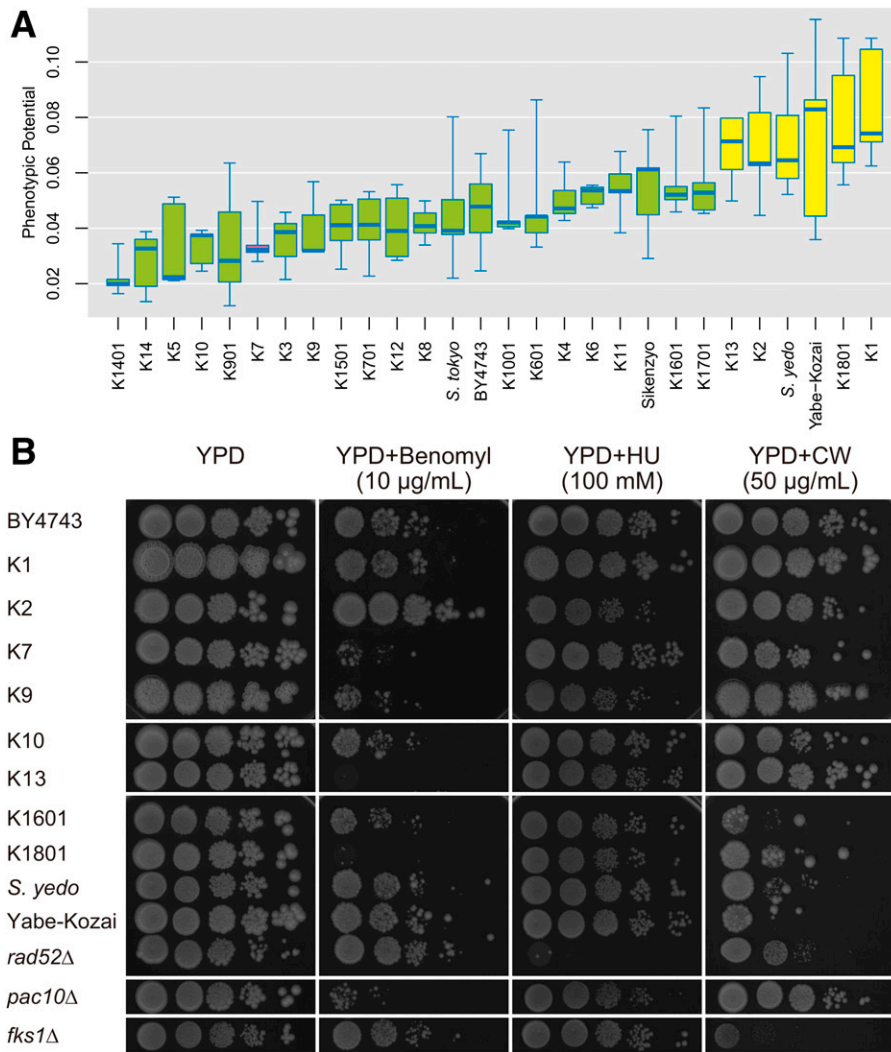 A
Phenotypic Potential
0.10
0.08
0.06
0.04
0.02
K1401
K14
K5
K10
K901
K7
K3
K9
K1501
K701
K12
K8
S. tokyo
BY4743
K1001
K601
K4
K6
K11
Sikenzyo
K1601
K1701
K13
K2
S. yedo
Yabe-Kozai
K1801
K1
B
YPD
YPD+Benomyl
(10 µg/mL)
YPD+HU
(100 mM)
YPD+CW
(50 µg/mL)
BY4743
K1
K2
K7
K9
K10
K13
K1601
K1801
S. yedo
Yabe-Kozai
rad52Δ
pac10Δ
fks1Δ